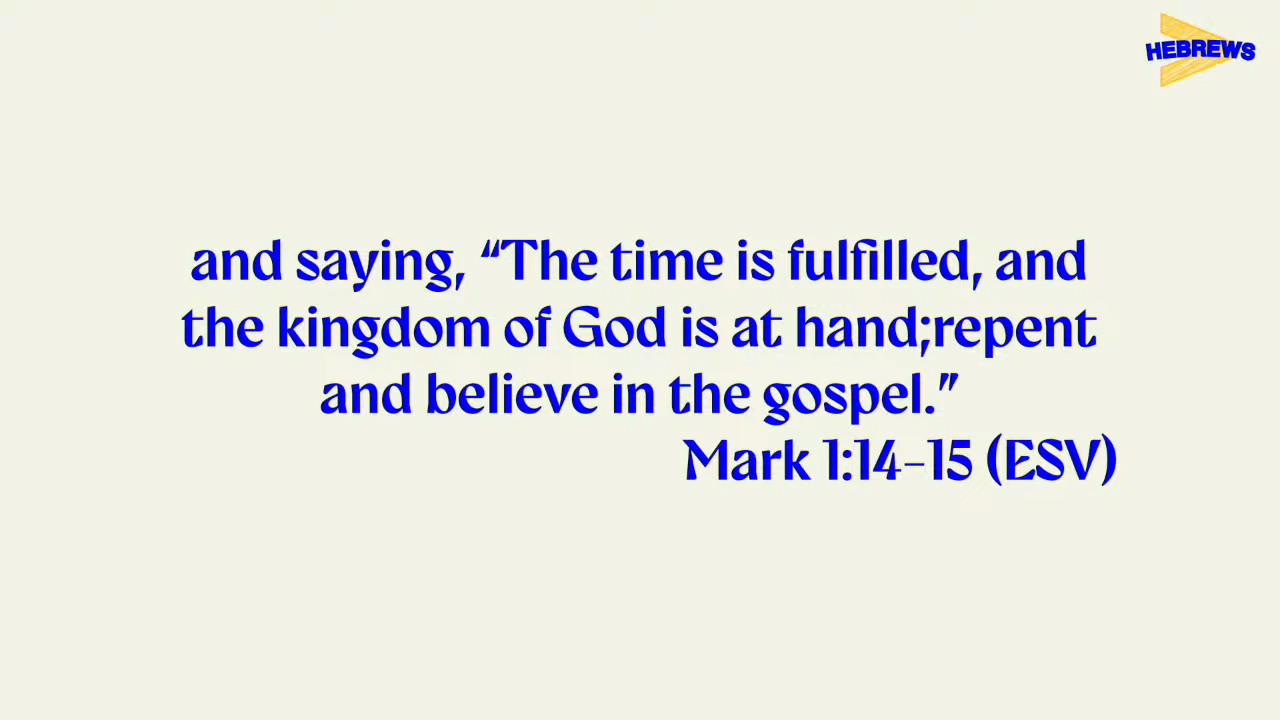 HEBREWS
and saying, “The time is fulfilled, and
the kingdom of God is at hand;repent
and believe in the gospel.”
Mark 1:14-15 (ESV)